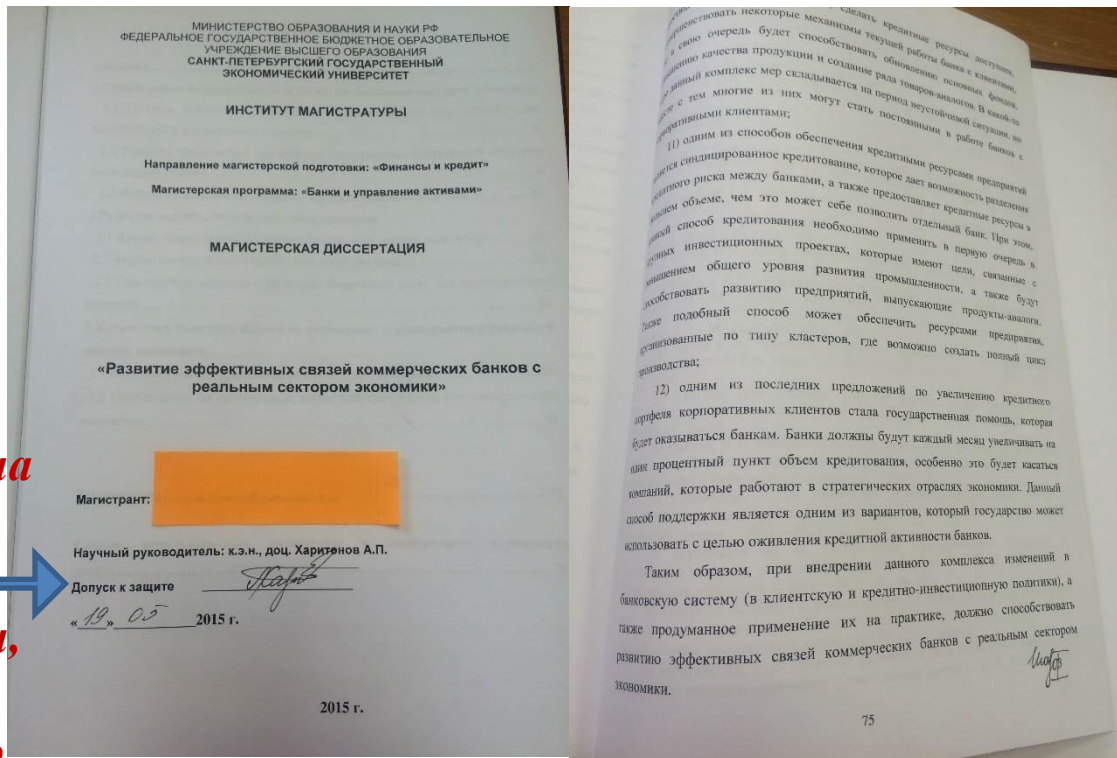 МИНИСТЕРСТВО ОБРАЗОВАНИЯ И НАУКИ РФ
ФЕДЕРАЛЬНОЕ ГОСУДАРСТВЕННОЕ БЮДЖЕТНОЕ ОБРАЗОВАТЕЛЬНОЕ
УЧРЕЖДЕНИЕ ВЫСШЕГО ОБРАЗОВАНИЯ
САНКТ-ПЕТЕРБУРГСКИЙ ГОСУДАРСТВЕННЫЙ
ЭКОНОМИЧЕСКИЙ УНИВЕРСИТЕТ
ИНСТИТУТ МАГИСТРАТУРЫ
Направление магистерской подготовки: «Финансы и кредит»
Магистерская программа: «Банки и управление активами»
МАГИСТЕРСКАЯ ДИССЕРТАЦИЯ
«Развитие эффективных связей коммерческих банков с
реальным сектором экономики»
Магистрант:
Научный руководитель: к.э.н., доц. Харитонов А.П.
Допуск к защите
«19» 05 2015 г.
2015 г.
сделать кредитные ресурсы доступнее,
некоторые механизмы текущей работы банка с клиентами,
в свою очередь будет способствовать обновлению основных фондов,
качества продукции и создание ряда товаров-аналогов. В какой-то
данный комплекс мер складывается на период неустойчивой ситуации, но
с тем многие из них могут стать постоянными в работе банков с
клиентами;
11) одним из способов обеспечения кредитными ресурсами предприятий
синдицированное кредитование, которое дает возможность разделения
риска между банками, а также предоставляет кредитные ресурсы в
объеме, чем это может себе позволить отдельный банк. При этом,
способ кредитования необходимо применять в первую очередь в
инвестиционных проектах, которые имеют цели, связанные с
общего уровня развития промышленности, а также будут
способствовать развитию предприятий, выпускающие продукты-аналоги.
Также подобный способ может обеспечить ресурсами предприятия,
организованные по типу кластеров, где возможно создать полный цикл
производства;
12) одним из последних предложений по увеличению кредитного
портфеля корпоративных клиентов стала государственная помощь, которая
будет оказываться банкам. Банки должны будут каждый месяц увеличивать на
один процентный пункт объем кредитования, особенно это будет касаться
компаний, которые работают в стратегических отраслях экономики. Данный
способ поддержки является одним из вариантов, который государство может
использовать с целью оживления кредитной активности банков.
Таким образом, при внедрении данного комплекса изменений в
банковскую систему (в клиентскую и кредитно-инвестиционную политики), а
также продуманное применение их на практике, должно способствовать
развитию эффективных связей коммерческих банков с реальным сектором
экономики.
75